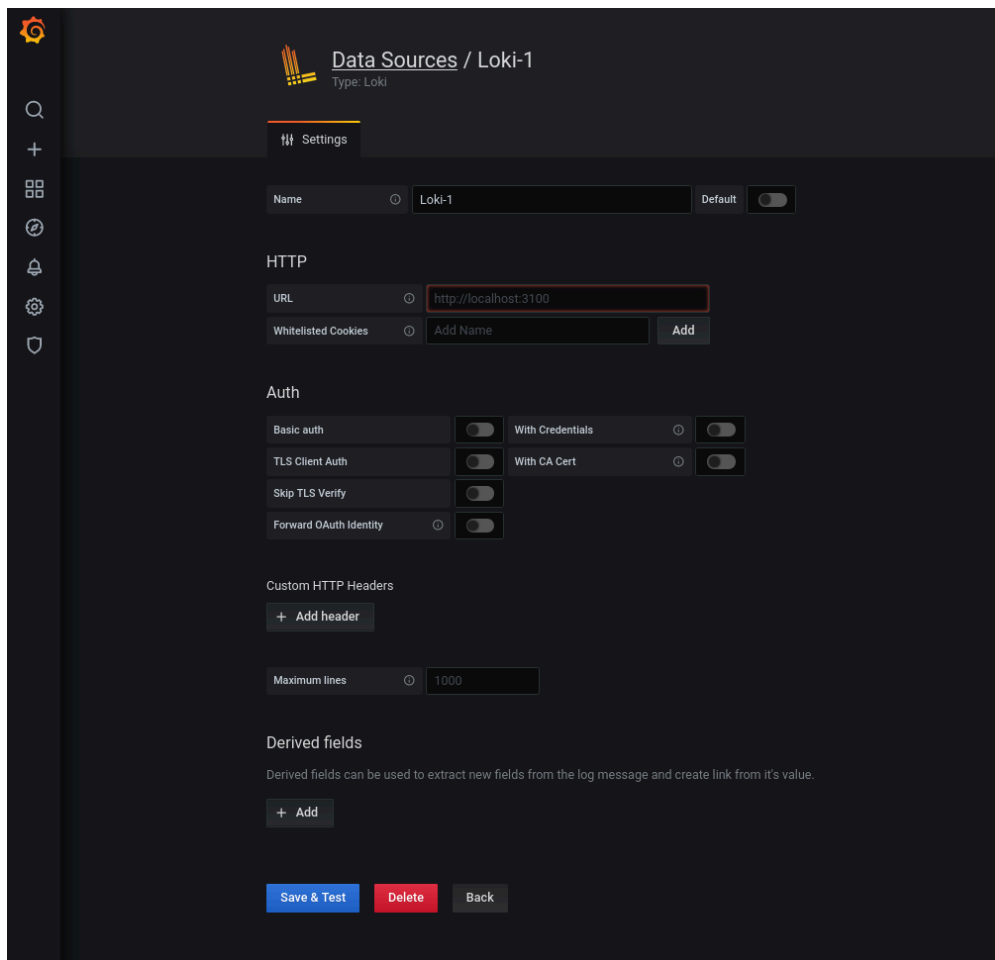 Data Sources / Loki-1
Type: Loki
Settings
Name Loki-1 Default
HTTP
URL http://localhost:3100
Whitelisted Cookies Add Name Add
Auth
Basic auth With Credentials
TLS Client Auth With CA Cert
Skip TLS Verify
Forward OAuth Identity
Custom HTTP Headers
+ Add header
Maximum lines 1000
Derived fields
Derived fields can be used to extract new fields from the log message and create link from it's value.
+ Add
Save & Test Delete Back